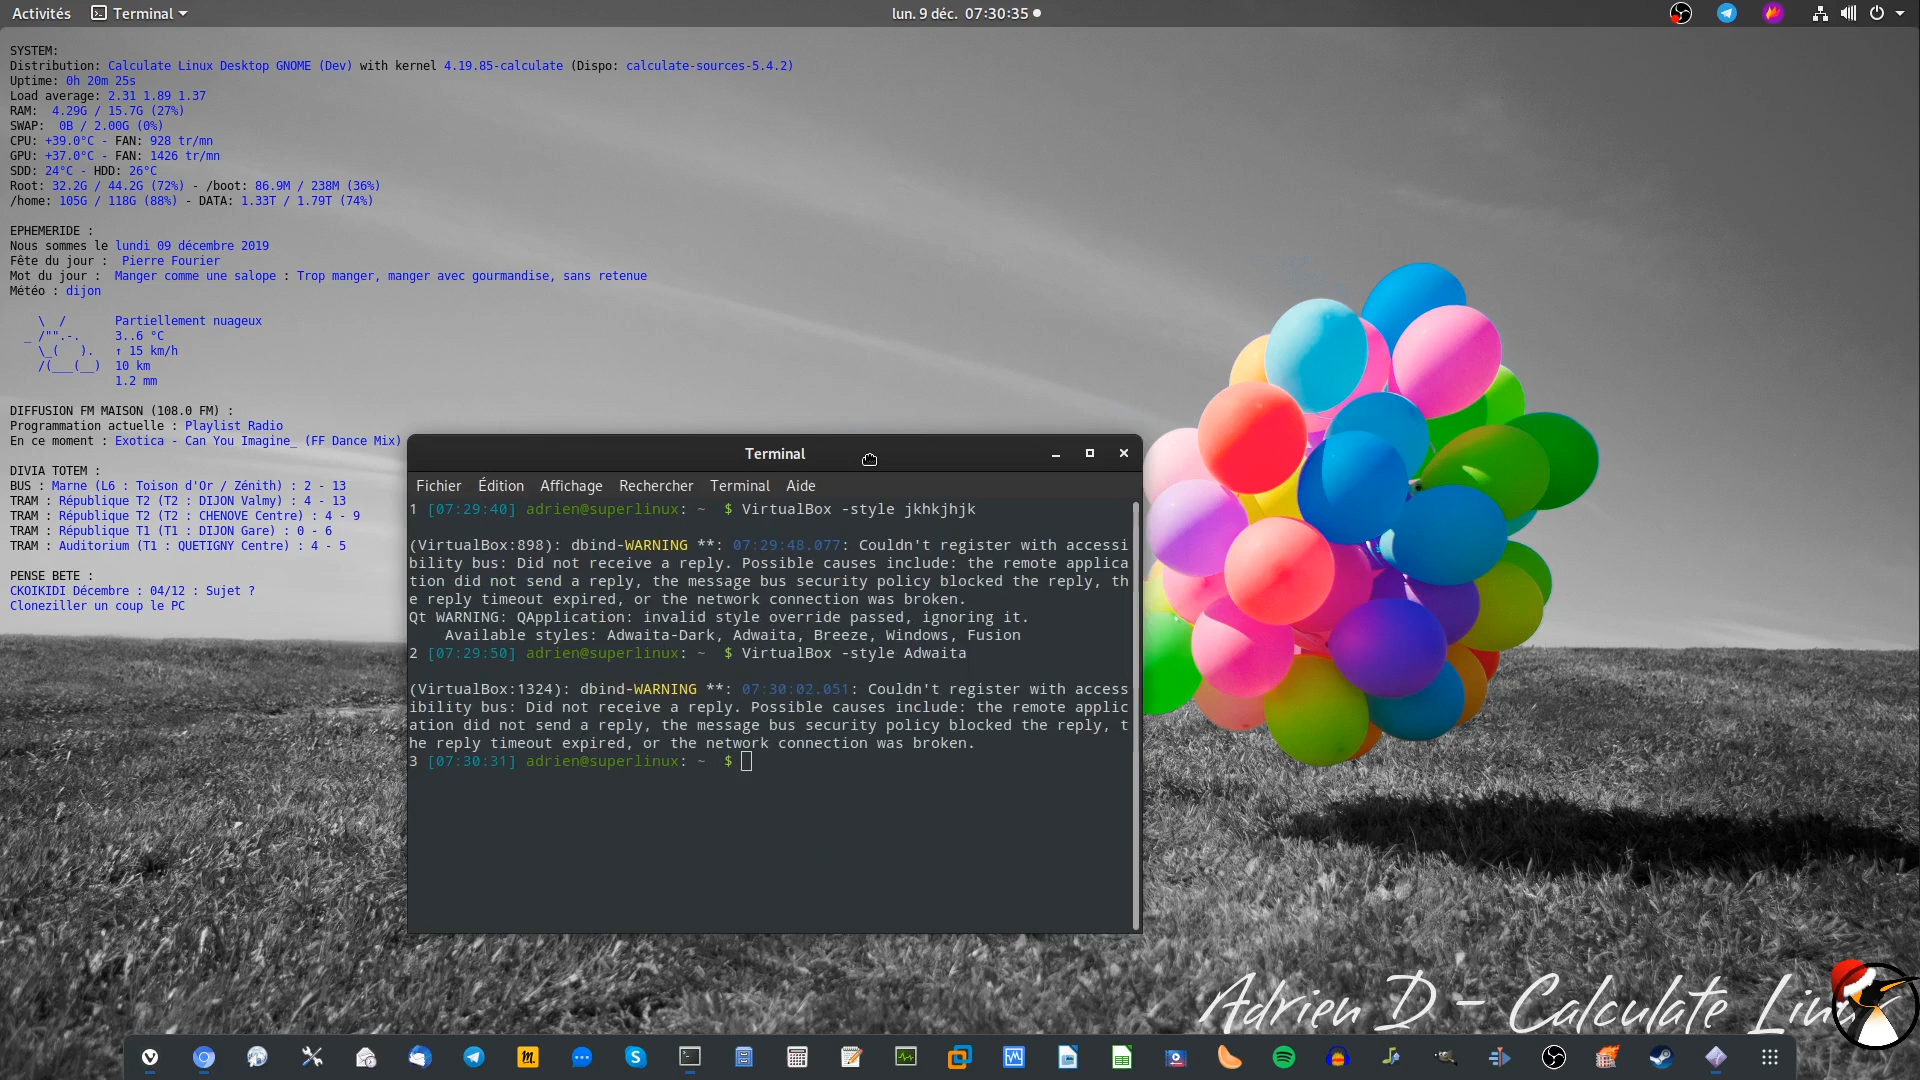 Activités Terminal lun. 9 déc. 07:30:35
SYSTEM:
Distribution: Calculate Linux Desktop GNOME (Dev) with kernel 4.19.85-calculate (Dispo: calculate-sources-5.4.2)
Uptime: 0h 20m 25s
Load average: 2.31 1.89 1.37
RAM: 4.29G / 15.7G (27%)
SWAP: 0B / 2.00G (0%)
CPU: +39.0°C - FAN: 928 tr/mn
GPU: +37.0°C - FAN: 1426 tr/mn
SDD: 24°C - HDD: 26°C
Root: 32.2G / 44.2G (72%) - /boot: 86.9M / 238M (36%)
/home: 105G / 118G (88%) - DATA: 1.33T / 1.79T (74%)
EPHEMERIDE :
Nous sommes le lundi 09 décembre 2019
Fête du jour : Pierre Fourier
Mot du jour : Manger comme une salope : Trop manger, manger avec gourmandise, sans retenue
Météo : dijon
\ / Partiellement nuageux
_ /"".-. 3..6 °C
\_( ). ↑ 15 km/h
/(___(__) 10 km
1.2 mm
DIFFUSION FM MAISON (108.0 FM) :
Programmation actuelle : Playlist Radio
En ce moment : Exotica - Can You Imagine_ (FF Dance Mix)
DIVIA TOTEM :
BUS : Marne (L6 : Toison d'Or / Zénith) : 2 - 13
TRAM : République T2 (T2 : DIJON Valmy) : 4 - 13
TRAM : République T2 (T2 : CHENOVE Centre) : 4 - 9
TRAM : République T1 (T1 : DIJON Gare) : 0 - 6
TRAM : Auditorium (T1 : QUETIGNY Centre) : 4 - 5
PENSE BETE :
CKOIKIDI Décembre : 04/12 : Sujet ?
Cloneziller un coup le PC
Terminal
Fichier Édition Affichage Rechercher Terminal Aide
1 [07:29:40] adrien@superlinux: ~ $ VirtualBox -style jkhkjhjk
(VirtualBox:898): dbind-WARNING **: 07:29:48.077: Couldn't register with accessi
bility bus: Did not receive a reply. Possible causes include: the remote applica
tion did not send a reply, the message bus security policy blocked the reply, th
e reply timeout expired, or the network connection was broken.
Qt WARNING: QApplication: invalid style override passed, ignoring it.
Available styles: Adwaita-Dark, Adwaita, Breeze, Windows, Fusion
2 [07:29:50] adrien@superlinux: ~ $ VirtualBox -style Adwaita
(VirtualBox:1324): dbind-WARNING **: 07:30:02.051: Couldn't register with access
ibility bus: Did not receive a reply. Possible causes include: the remote applic
ation did not send a reply, the message bus security policy blocked the reply, t
he reply timeout expired, or the network connection was broken.
3 [07:30:31] adrien@superlinux: ~ $
Adrien D - Calculate Linux